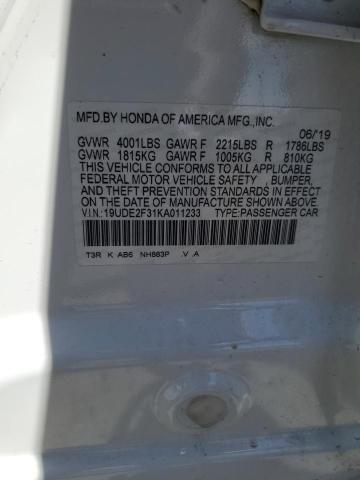 MFD.BY HONDA OF AMERICA MFG.,INC.
06/'19
GVWR 4001LBS GAWR F 2215LBS R 1786LBS
GVWR 1815KG GAWR F 1005KG R 810KG
THIS VEHICLE CONFORMS TO ALL APPLICABLE
FEDERAL MOTOR VEHICLE SAFETY , BUMPER,
AND THEFT PREVENTION STANDARDS IN EFFECT
ON THE DATE OF MANUFACTURE SHOWN ABOVE.
V.I.N.:19UDE2F31KA011233 TYPE:PASSENGER CAR
T3R K AB6 NH883P .V .A